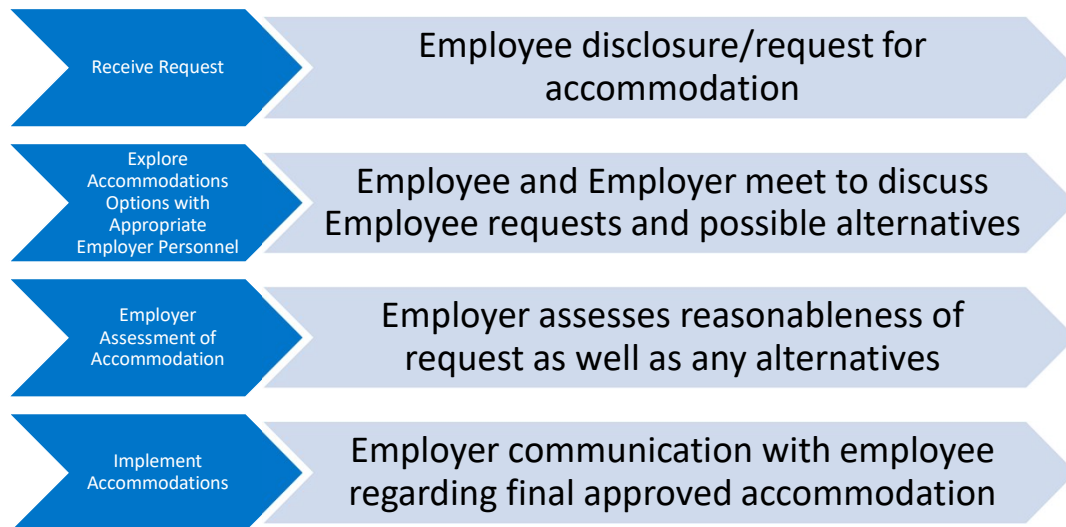 Receive Request
Employee disclosure/request for
accommodation
Explore
Accommodations
Options with
Appropriate
Employer Personnel
Employee and Employer meet to discuss
Employee requests and possible alternatives
Employer
Assessment of
Accommodation
Employer assesses reasonableness of
request as well as any alternatives
Implement
Accommodations
Employer communication with employee
regarding final approved accommodation